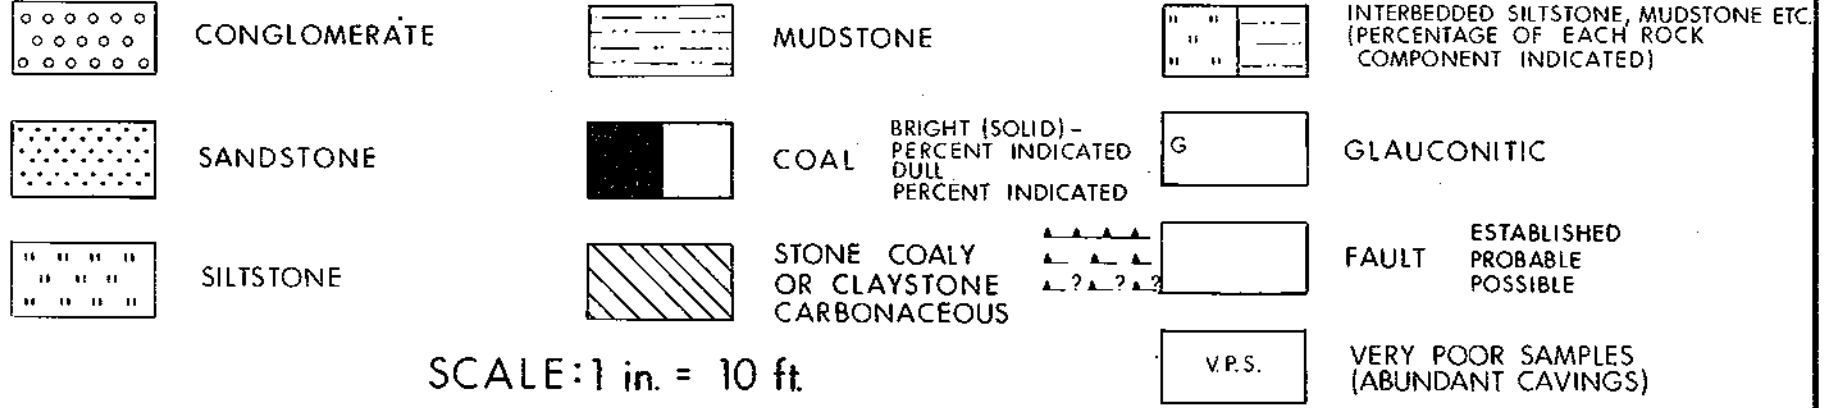 CONGLOMERATE
SANDSTONE
SILTSTONE
MUDSTONE
COAL
BRIGHT (SOLID) –
PERCENT INDICATED
DULL
PERCENT INDICATED
STONE COALY
OR CLAYSTONE
CARBONACEOUS
INTERBEDDED SILTSTONE, MUDSTONE ETC.
(PERCENTAGE OF EACH ROCK
COMPONENT INDICATED)
G
GLAUCONITIC
? ? ?
FAULT
ESTABLISHED
PROBABLE
POSSIBLE
V.P.S.
VERY POOR SAMPLES
(ABUNDANT CAVINGS)
SCALE: 1 in. = 10 ft.